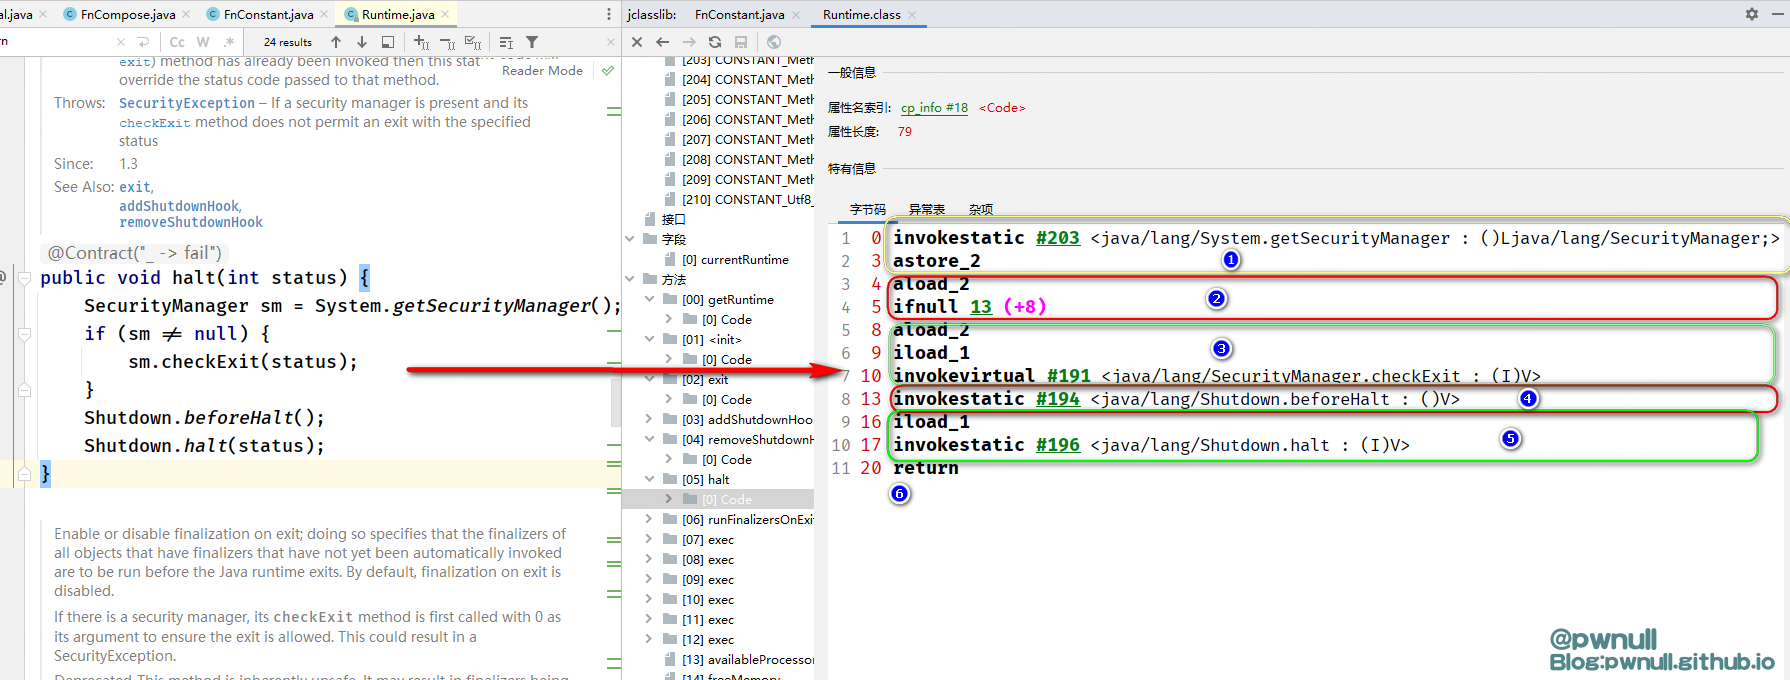 al.java × FnCompose.java × FnConstant.java × Runtime.java ×
jclasslib: FnConstant.java × Runtime.class ×
Cc W .* 24 results
exit) method has already been invoked then this stat
Reader Mode
override the status code passed to that method.
Throws: SecurityException – If a security manager is present and its
checkExit method does not permit an exit with the specified
status
Since: 1.3
See Also: exit,
addShutdownHook,
removeShutdownHook
@Contract("_ -> fail")
public void halt(int status) {
SecurityManager sm = System.getSecurityManager();
if (sm ≠ null) {
sm.checkExit(status);
}
Shutdown.beforeHalt();
Shutdown.halt(status);
}
Enable or disable finalization on exit; doing so specifies that the finalizers of
all objects that have finalizers that have not yet been automatically invoked
are to be run before the Java runtime exits. By default, finalization on exit is
disabled.
If there is a security manager, its checkExit method is first called with 0 as
its argument to ensure the exit is allowed. This could result in a
SecurityException.
Deprecated This method is inherently unsafe. It may result in finalizers being
[203] CONSTANT_Meth
[204] CONSTANT_Meth
[205] CONSTANT_Meth
[206] CONSTANT_Meth
[207] CONSTANT_Meth
[208] CONSTANT_Meth
[209] CONSTANT_Meth
[210] CONSTANT_Utf8_
接口
字段
[0] currentRuntime
方法
[00] getRuntime
[0] Code
[01] <init>
[0] Code
[02] exit
[0] Code
[03] addShutdownHoo
[04] removeShutdownH
[0] Code
[05] halt
[0] Code
[06] runFinalizersOnExit
[07] exec
[08] exec
[09] exec
[10] exec
[11] exec
[12] exec
[13] availableProcessor
[14] freeMemory
一般信息
属性名索引: cp_info #18 <Code>
属性长度: 79
特有信息
字节码 异常表 杂项
1 0 invokestatic #203 <java/lang/System.getSecurityManager : ()Ljava/lang/SecurityManager;>
2 3 astore_2 1
3 4 aload_2 2
4 5 ifnull 13 (+8)
5 8 aload_2 3
6 9 iload_1
7 10 invokevirtual #191 <java/lang/SecurityManager.checkExit : (I)V>
8 13 invokestatic #194 <java/lang/Shutdown.beforeHalt : ()V> 4
9 16 iload_1
10 17 invokestatic #196 <java/lang/Shutdown.halt : (I)V> 5
11 20 return
6
@pwnull
Blog:pwnull.github.io